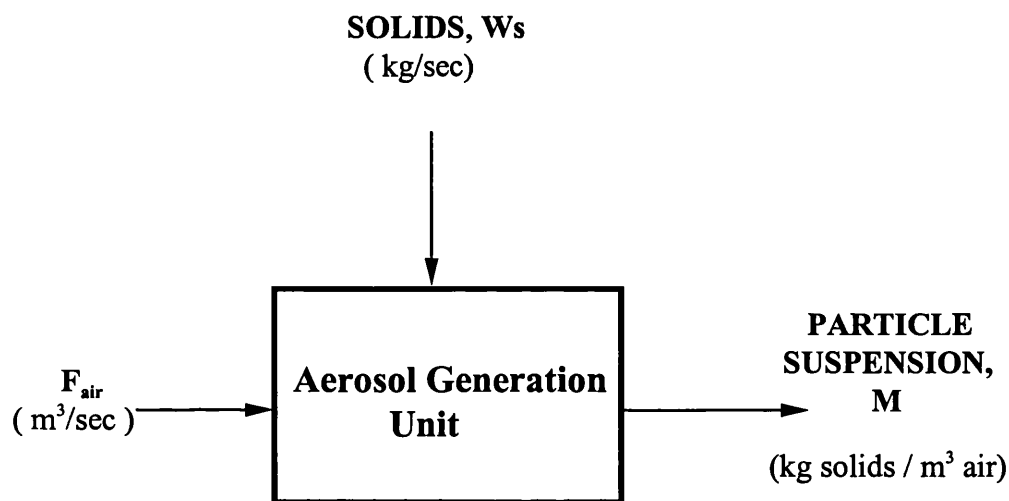 SOLIDS, Ws
( kg/sec)
F_air
( m³/sec )
Aerosol Generation
Unit
PARTICLE
SUSPENSION,
M
(kg solids / m³ air)